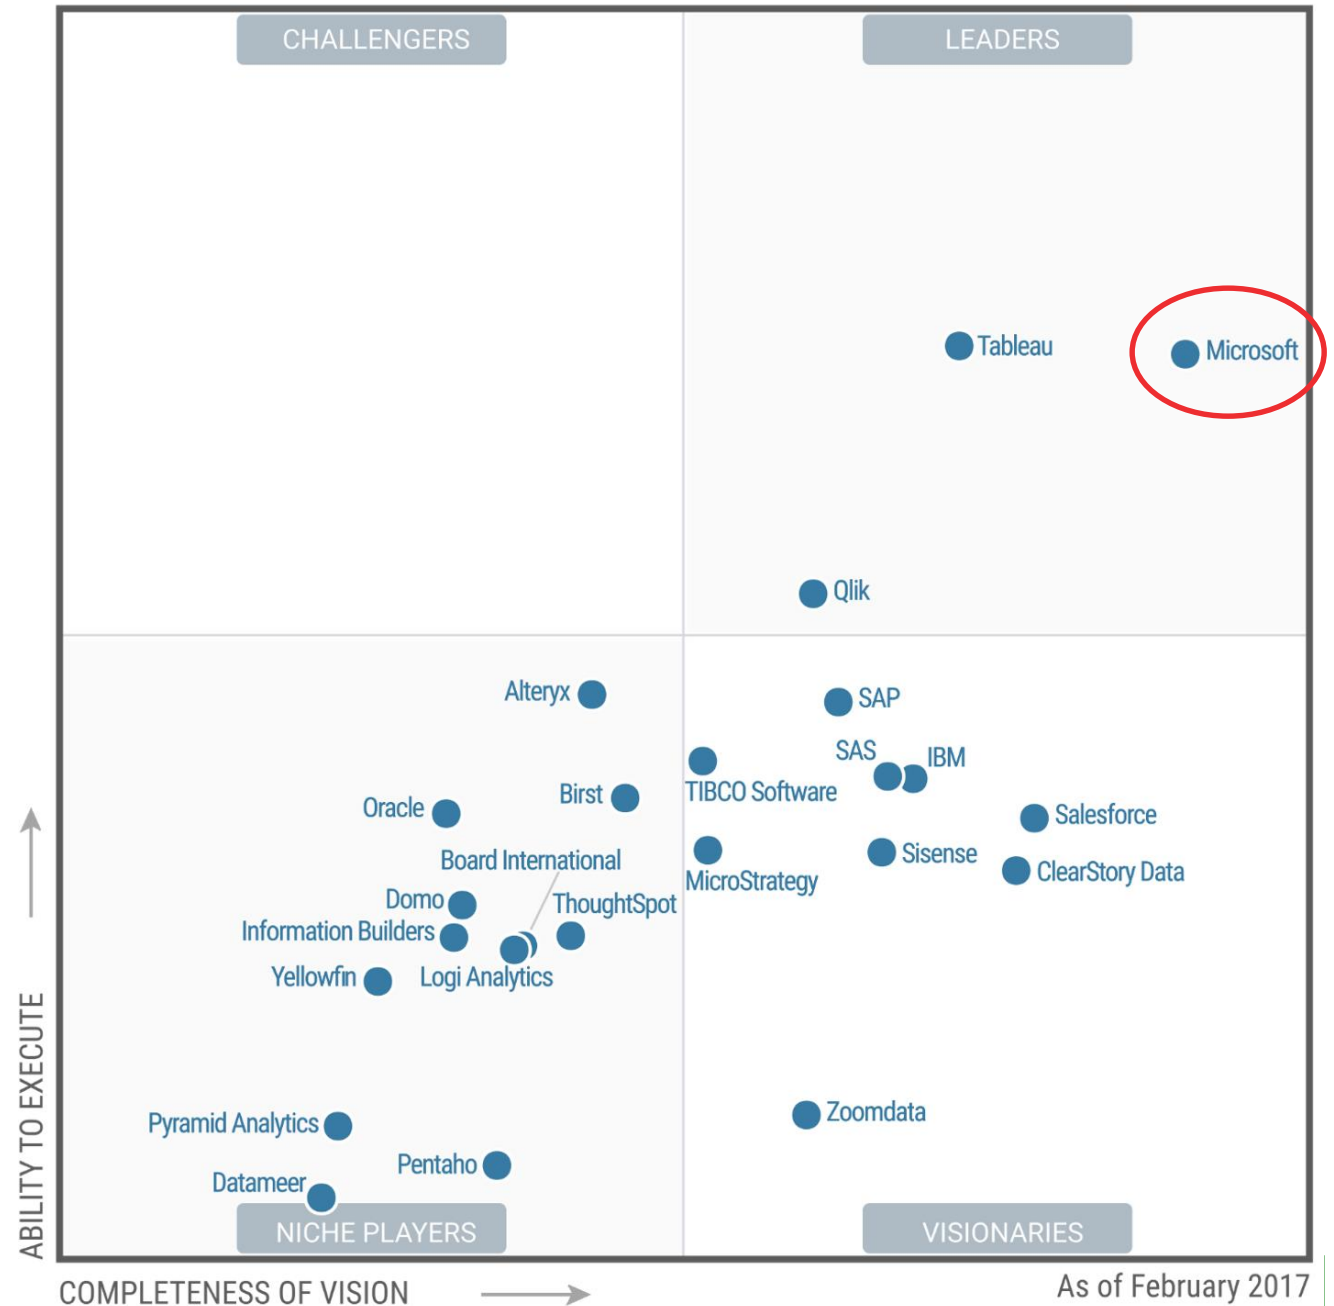 CHALLENGERS
LEADERS
Tableau
Microsoft
Qlik
Alteryx
SAP
SAS
IBM
TIBCO Software
Birst
Oracle
Salesforce
Board International
Sisense
MicroStrategy
ClearStory Data
Domo
ThoughtSpot
Information Builders
Yellowfin
Logi Analytics
Zoomdata
Pyramid Analytics
Pentaho
Datameer
NICHE PLAYERS
VISIONARIES
ABILITY TO EXECUTE
COMPLETENESS OF VISION
As of February 2017